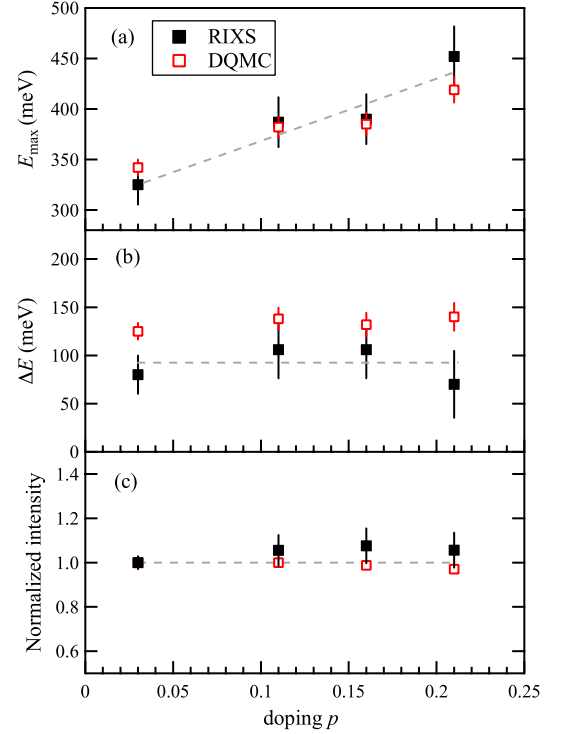 500
450
400
350
300
E_max (meV)
(a)
RIXS
DQMC
200
150
100
50
0
ΔE (meV)
(b)
1.4
1.2
1.0
0.8
0.6
Normalized intensity
(c)
0 0.05 0.1 0.15 0.2 0.25
doping p